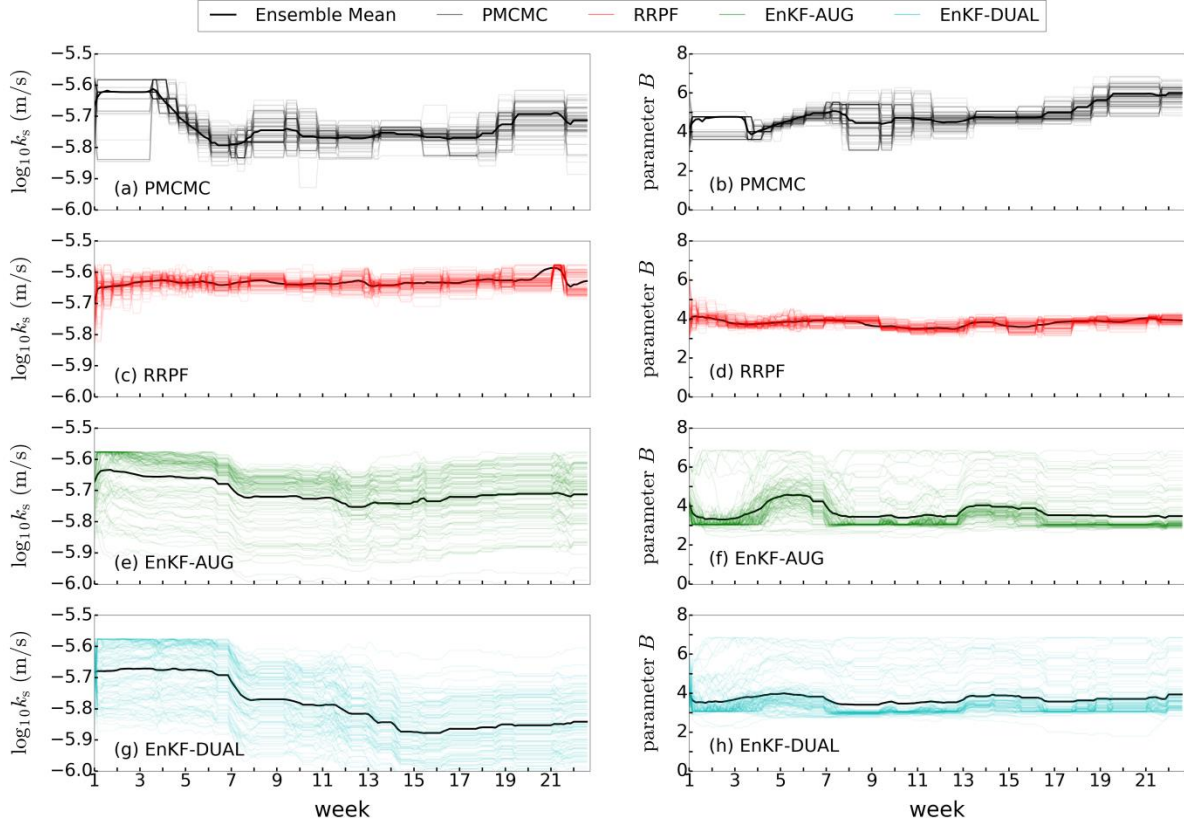 Ensemble Mean PMCMC RRPF EnKF-AUG EnKF-DUAL
−5.5
−5.6
−5.7
−5.8
−5.9
−6.0
log₁₀kₛ (m/s)
(a) PMCMC
8
6
4
2
0
parameter B
(b) PMCMC
−5.5
−5.6
−5.7
−5.8
−5.9
−6.0
log₁₀kₛ (m/s)
(c) RRPF
8
6
4
2
0
parameter B
(d) RRPF
−5.5
−5.6
−5.7
−5.8
−5.9
−6.0
log₁₀kₛ (m/s)
(e) EnKF-AUG
8
6
4
2
0
parameter B
(f) EnKF-AUG
−5.5
−5.6
−5.7
−5.8
−5.9
−6.0
log₁₀kₛ (m/s)
(g) EnKF-DUAL
1 3 5 7 9 11 13 15 17 19 21
week
8
6
4
2
0
parameter B
(h) EnKF-DUAL
1 3 5 7 9 11 13 15 17 19 21
week